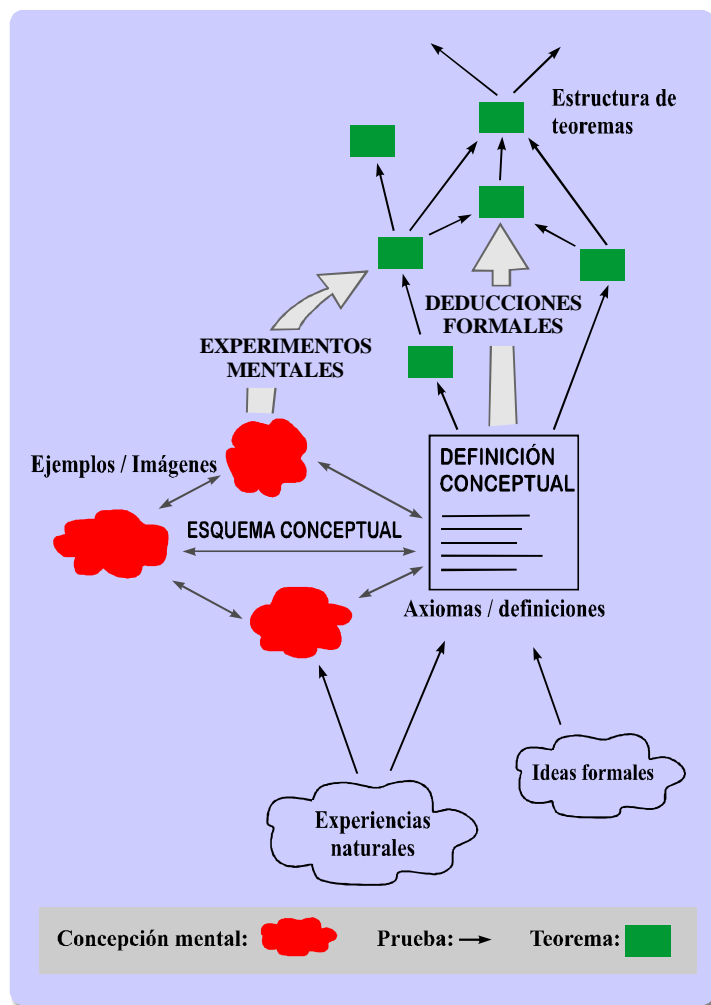 Estructura de
teoremas
DEDUCCIONES
FORMALES
EXPERIMENTOS
MENTALES
Ejemplos / Imágenes
DEFINICIÓN
CONCEPTUAL
ESQUEMA CONCEPTUAL
Axiomas / definiciones
Ideas formales
Experiencias
naturales
Concepción mental:
Prueba:
Teorema: